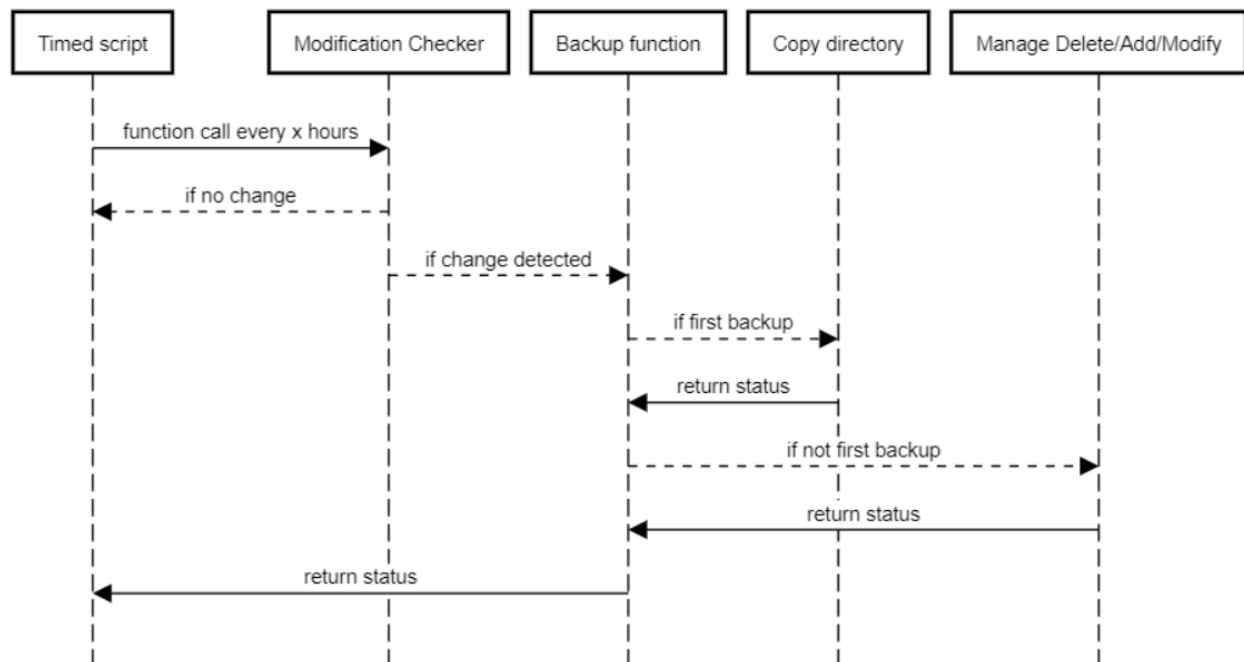 Timed script
Modification Checker
Backup function
Copy directory
Manage Delete/Add/Modify
function call every x hours
if no change
if change detected
if first backup
return status
if not first backup
return status
return status